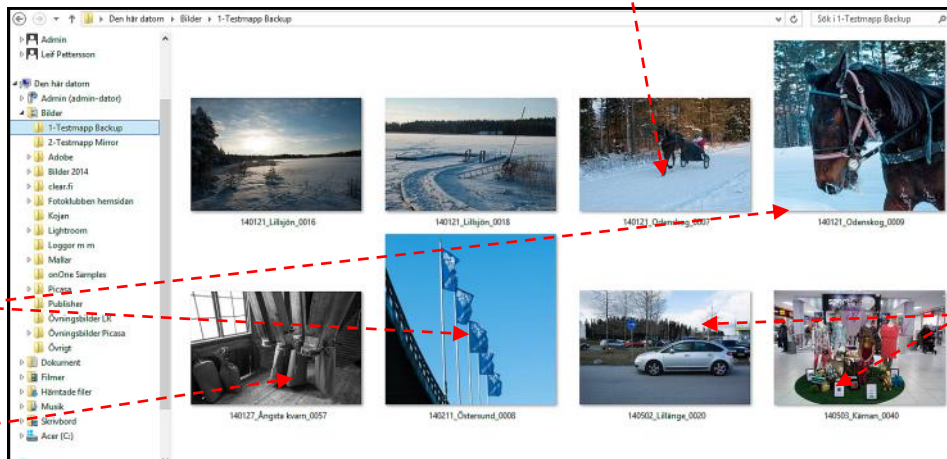 Den här datorn ▸ Bilder ▸ 1-Testmapp Backup
Sök i 1-Testmapp Backup
Admin
Leif Pettersson
Den här datorn
Admin (admin-dator)
Bilder
1-Testmapp Backup
2-Testmapp Mirror
Adobe
Bilder 2014
clear.fi
Fotoklubben hemsidan
Kojan
Lightroom
Loggor m m
Mallar
onOne Samples
Picasa
Publisher
Övningsbilder LR
Övningsbilder Picasa
Övrigt
Dokument
Filmer
Hämtade filer
Musik
Skrivbord
Acer (C:)
140121_Lillsjön_0016
140121_Lillsjön_0018
140121_Odenskog_0007
140121_Odenskog_0009
140127_Ångsta kvarn_0057
140211_Östersund_0008
140502_Lillänge_0020
140503_Kärnan_0040